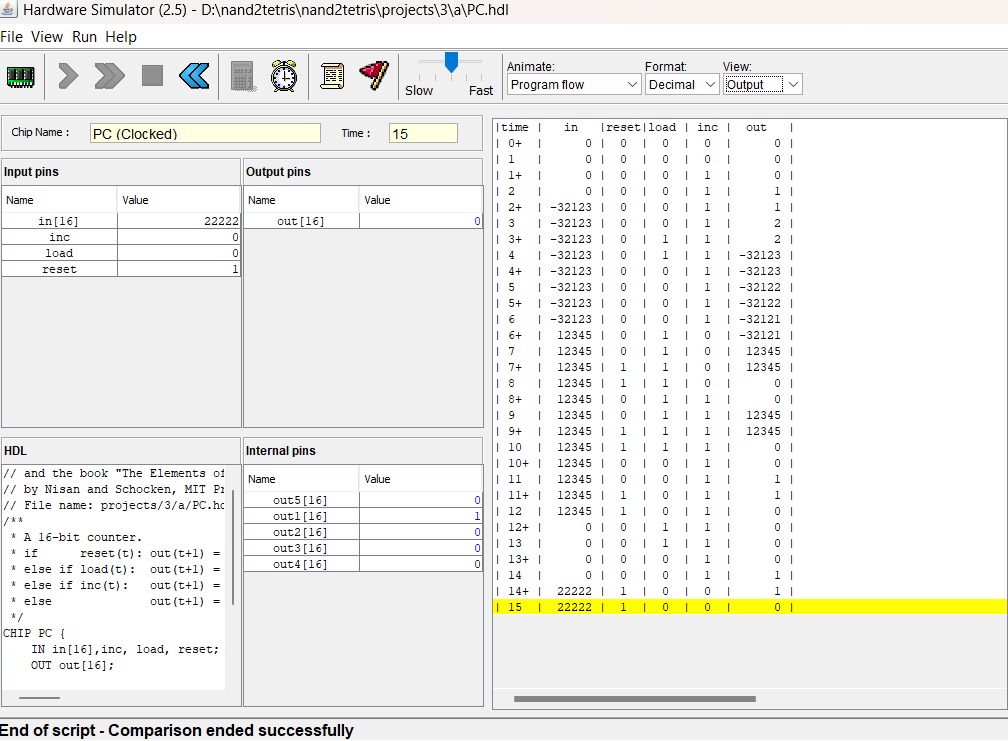 Hardware Simulator (2.5) - D:\nand2tetris\nand2tetris\projects\3\a\PC.hdl
File View Run Help
Slow Fast
Animate: Format: View:
Program flow Decimal Output
Chip Name : PC (Clocked) Time : 15
Input pins
Name Value
in[16] 22222
inc 0
load 0
reset 1
Output pins
Name Value
out[16] 0
HDL
// and the book "The Elements of
// by Nisan and Schocken, MIT Pr
// File name: projects/3/a/PC.hd
/**
* A 16-bit counter.
* if reset(t): out(t+1) =
* else if load(t): out(t+1) =
* else if inc(t): out(t+1) =
* else out(t+1) =
*/
CHIP PC {
IN in[16],inc, load, reset;
OUT out[16];
Internal pins
Name Value
out5[16] 0
out1[16] 1
out2[16] 0
out3[16] 0
out4[16] 0
|time | in |reset|load | inc | out |
| 0+ | 0 | 0 | 0 | 0 | 0 |
| 1 | 0 | 0 | 0 | 0 | 0 |
| 1+ | 0 | 0 | 0 | 1 | 0 |
| 2 | 0 | 0 | 0 | 1 | 1 |
| 2+ | -32123 | 0 | 0 | 1 | 1 |
| 3 | -32123 | 0 | 0 | 1 | 2 |
| 3+ | -32123 | 0 | 1 | 1 | 2 |
| 4 | -32123 | 0 | 1 | 1 | -32123 |
| 4+ | -32123 | 0 | 0 | 1 | -32123 |
| 5 | -32123 | 0 | 0 | 1 | -32122 |
| 5+ | -32123 | 0 | 0 | 1 | -32122 |
| 6 | -32123 | 0 | 0 | 1 | -32121 |
| 6+ | 12345 | 0 | 1 | 0 | -32121 |
| 7 | 12345 | 0 | 1 | 0 | 12345 |
| 7+ | 12345 | 1 | 1 | 0 | 12345 |
| 8 | 12345 | 1 | 1 | 0 | 0 |
| 8+ | 12345 | 0 | 1 | 1 | 0 |
| 9 | 12345 | 0 | 1 | 1 | 12345 |
| 9+ | 12345 | 1 | 1 | 1 | 12345 |
| 10 | 12345 | 1 | 1 | 1 | 0 |
| 10+ | 12345 | 0 | 0 | 1 | 0 |
| 11 | 12345 | 0 | 0 | 1 | 1 |
| 11+ | 12345 | 1 | 0 | 1 | 1 |
| 12 | 12345 | 1 | 0 | 1 | 0 |
| 12+ | 0 | 0 | 1 | 1 | 0 |
| 13 | 0 | 0 | 1 | 1 | 0 |
| 13+ | 0 | 0 | 0 | 1 | 0 |
| 14 | 0 | 0 | 0 | 1 | 1 |
| 14+ | 22222 | 1 | 0 | 0 | 1 |
| 15 | 22222 | 1 | 0 | 0 | 0 |
End of script - Comparison ended successfully